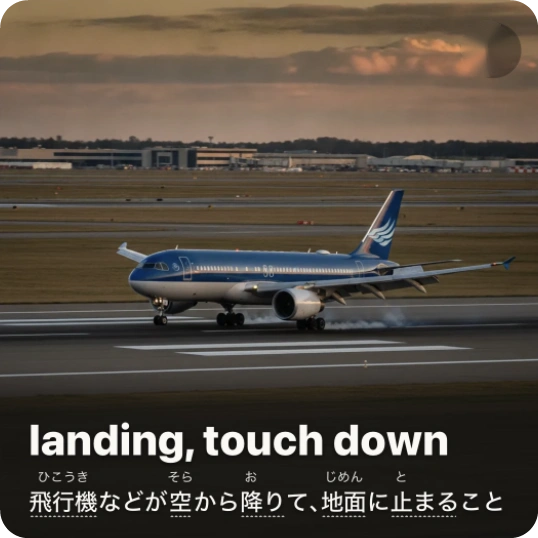 landing, touch down
ひこうき そら お じめん と
飛行機などが空から降りて、地面に止まること